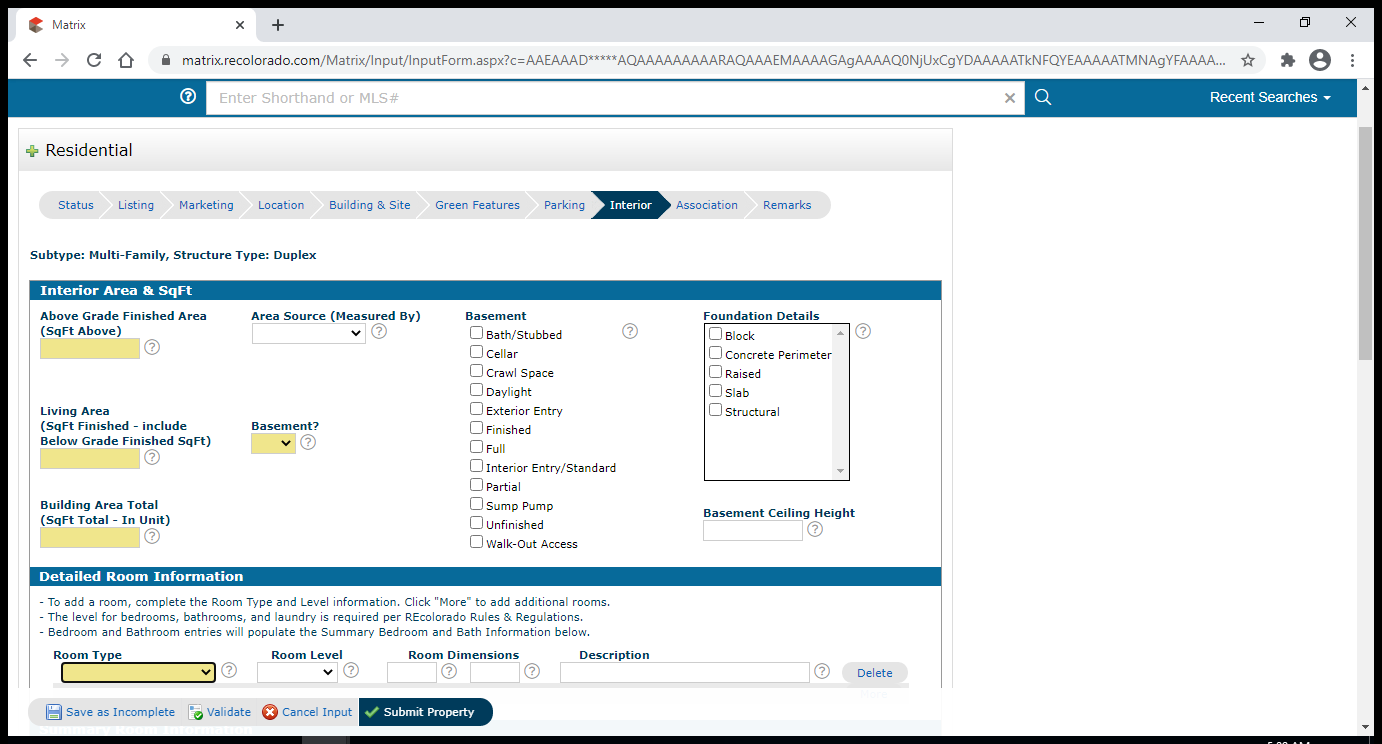 Matrix
matrix.recolorado.com/Matrix/Input/InputForm.aspx?c=AAEAAAD*****AQAAAAAAAAARAQAAAEMAAAAGAgAAAAQ0NjUxCgYDAAAAATkNFQYEAAAAATMNAgYFAAAA...
Enter Shorthand or MLS#
Recent Searches
Residential
Status Listing Marketing Location Building & Site Green Features Parking Interior Association Remarks
Subtype: Multi-Family, Structure Type: Duplex
Interior Area & SqFt
Above Grade Finished Area
(SqFt Above)
Area Source (Measured By)
Living Area
(SqFt Finished - include
Below Grade Finished SqFt)
Basement?
Building Area Total
(SqFt Total - In Unit)
Basement
Bath/Stubbed
Cellar
Crawl Space
Daylight
Exterior Entry
Finished
Full
Interior Entry/Standard
Partial
Sump Pump
Unfinished
Walk-Out Access
Foundation Details
Block
Concrete Perimeter
Raised
Slab
Structural
Basement Ceiling Height
Detailed Room Information
- To add a room, complete the Room Type and Level information. Click "More" to add additional rooms.
- The level for bedrooms, bathrooms, and laundry is required per REcolorado Rules & Regulations.
- Bedroom and Bathroom entries will populate the Summary Bedroom and Bath Information below.
Room Type Room Level Room Dimensions Description
Delete
Save as Incomplete Validate Cancel Input Submit Property
Summary Room Information